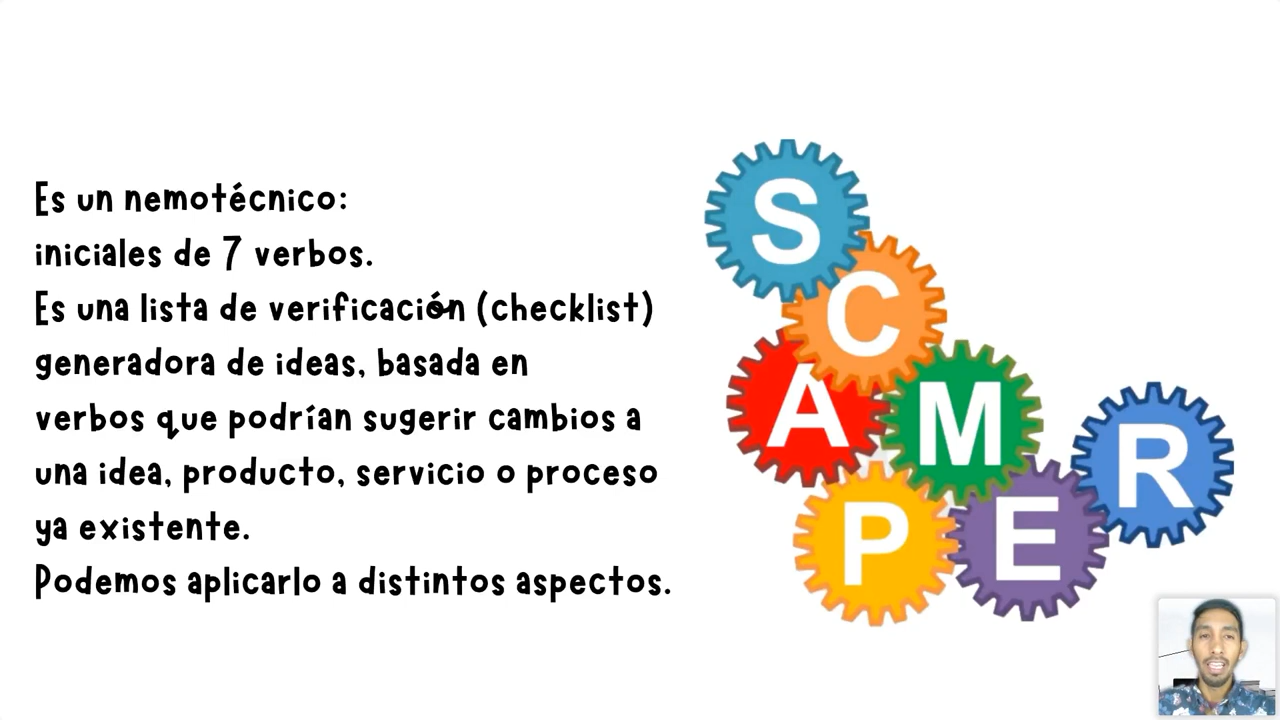 Es un nemotécnico:
iniciales de 7 verbos.
Es una lista de verificación (checklist)
generadora de ideas, basada en
verbos que podrían sugerir cambios a
una idea, producto, servicio o proceso
ya existente.
Podemos aplicarlo a distintos aspectos.
S
C
A
M
P
E
R